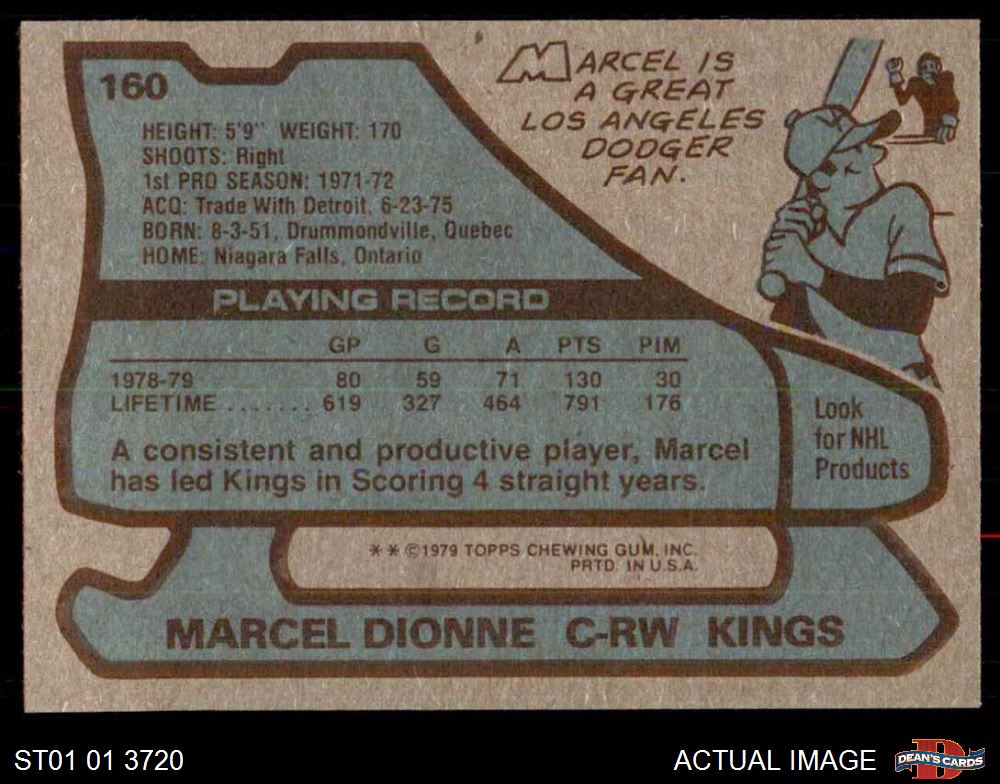 160
HEIGHT: 5'9" WEIGHT: 170
SHOOTS: Right
1st PRO SEASON: 1971-72
ACQ: Trade With Detroit, 6-23-75
BORN: 8-3-51, Drummondville, Quebec
HOME: Niagara Falls, Ontario
MARCEL IS
A GREAT
LOS ANGELES
DODGER
FAN.
PLAYING RECORD
GP G A PTS PIM
1978-79 80 59 71 130 30
LIFETIME ....... 619 327 464 791 176
A consistent and productive player, Marcel
has led Kings in Scoring 4 straight years.
Look
for NHL
Products
** ©1979 TOPPS CHEWING GUM, INC.
PRTD. IN U.S.A.
MARCEL DIONNE C-RW KINGS
ST01 01 3720
ACTUAL IMAGE
D
DEAN'S CARDS